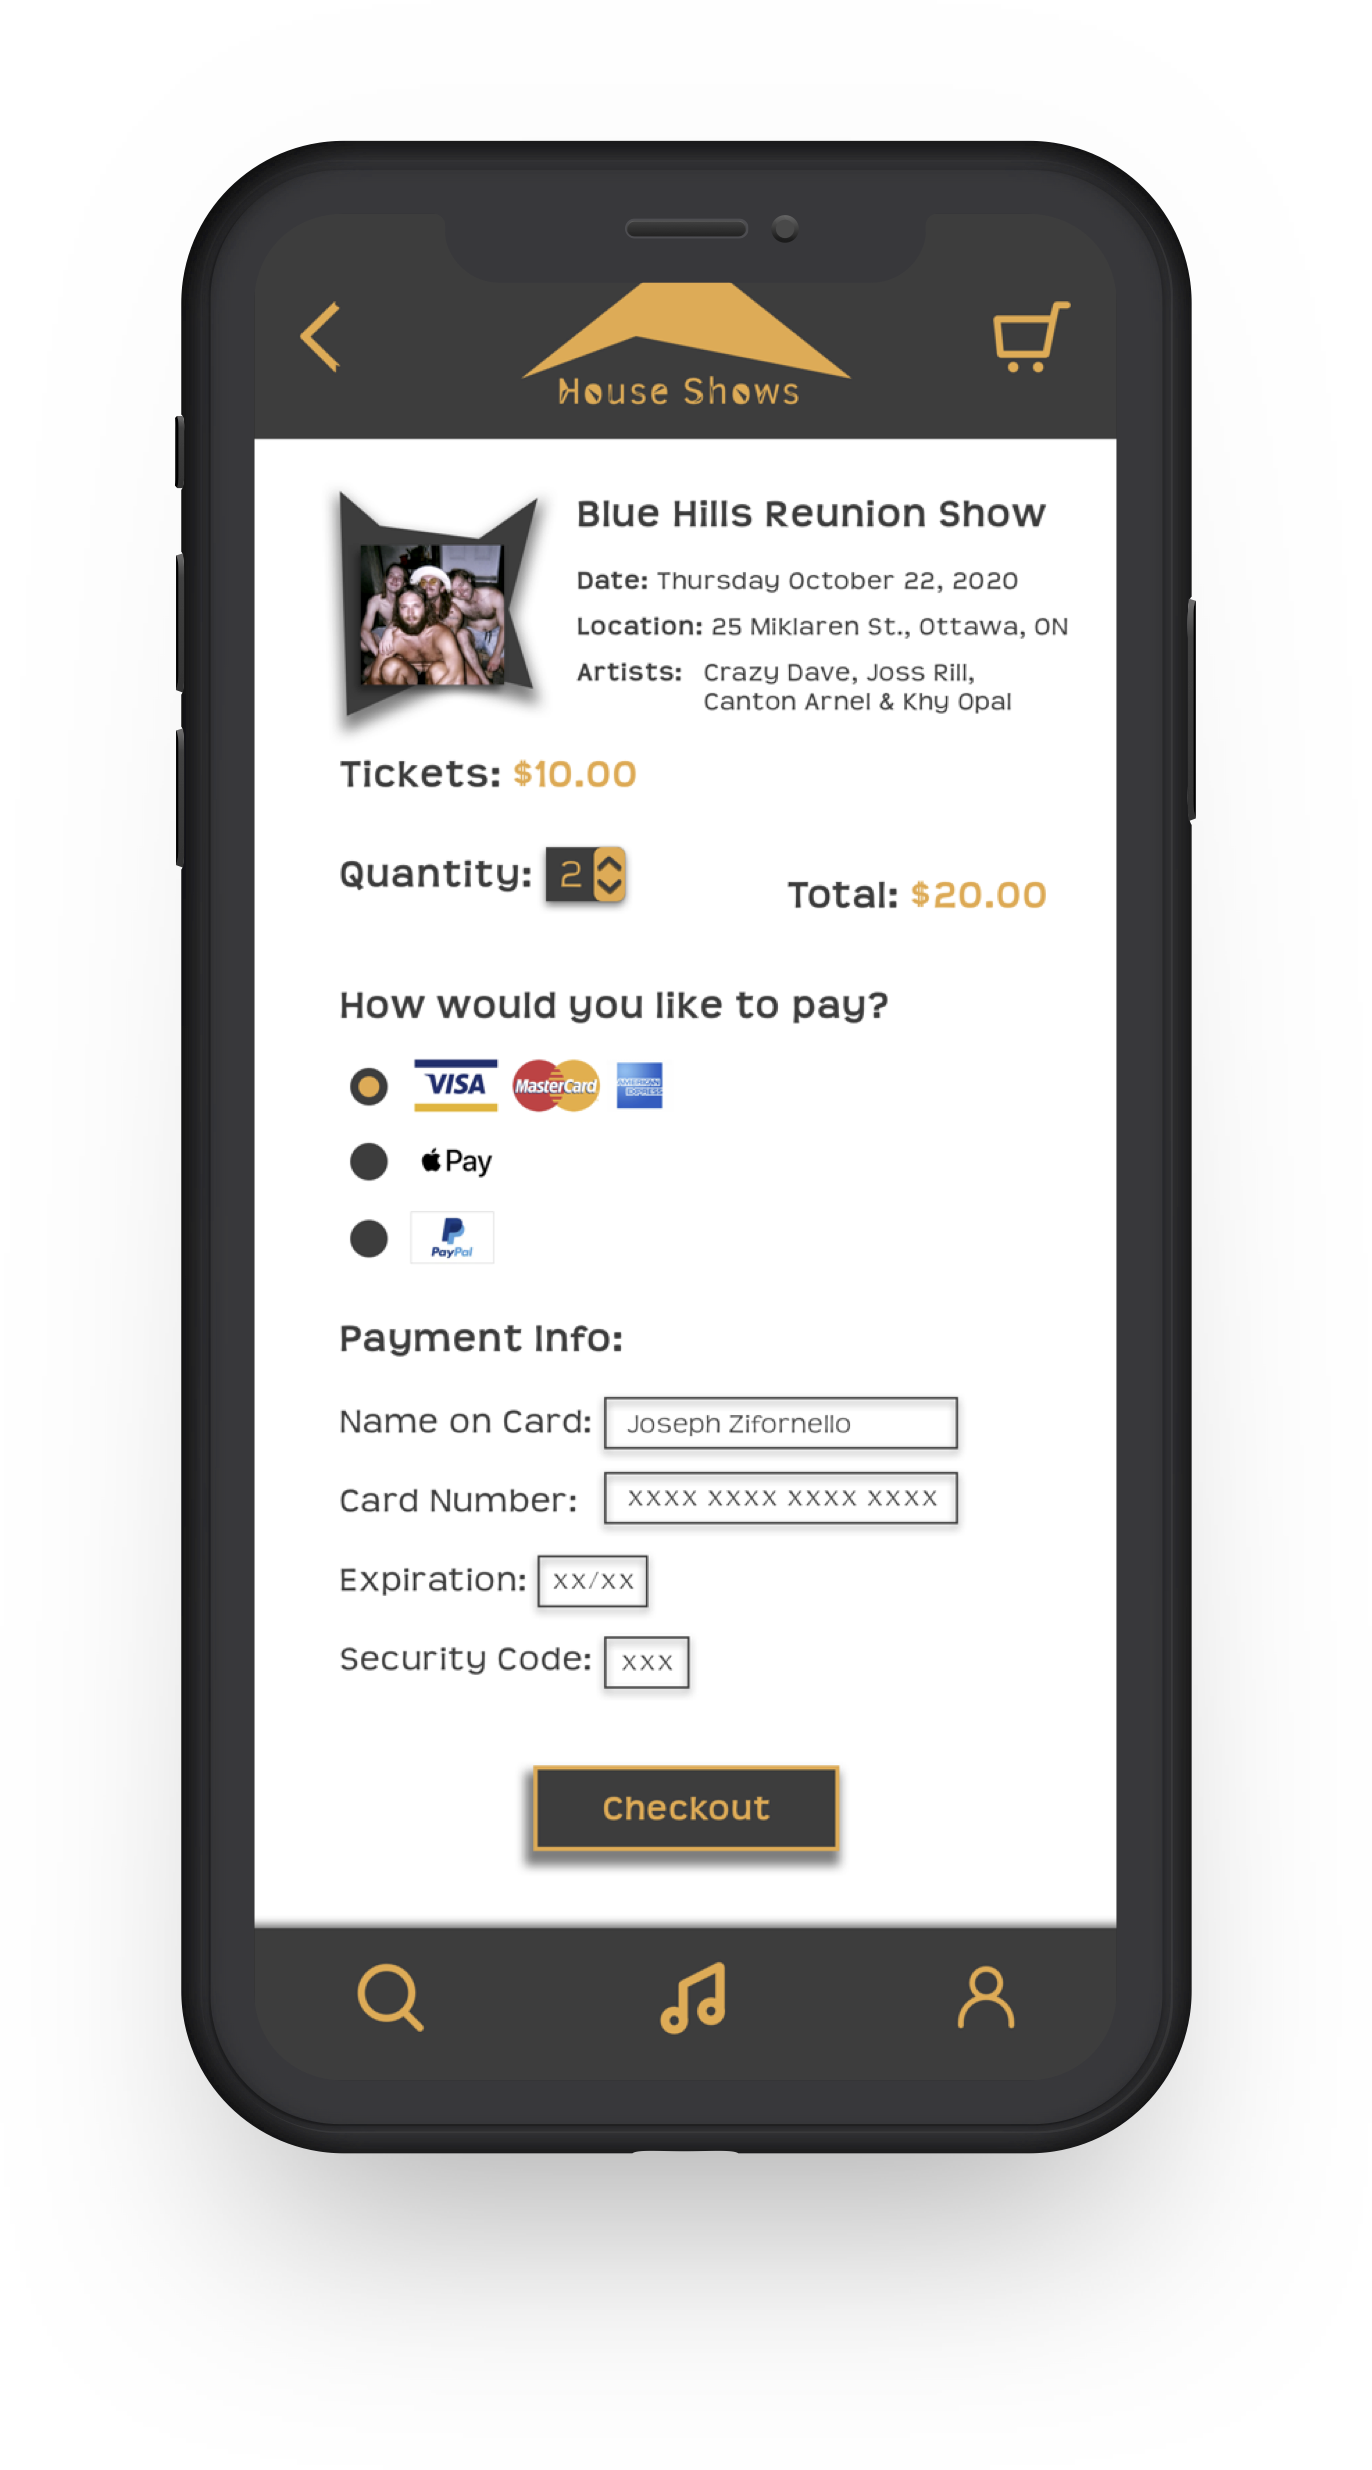 House Shows
Blue Hills Reunion Show
Date: Thursday October 22, 2020
Location: 25 Miklaren St., Ottawa, ON
Artists: Crazy Dave, Joss Rill,
Canton Arnel & Khy Opal
Tickets: $10.00
Quantity: 2
Total: $20.00
How would you like to pay?
VISA MasterCard AMERICAN EXPRESS
Pay
PayPal
Payment Info:
Name on Card: Joseph Zifornello
Card Number: XXXX XXXX XXXX XXXX
Expiration: XX/XX
Security Code: XXX
Checkout